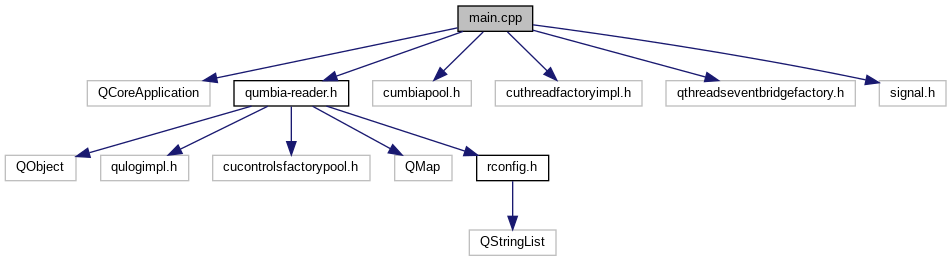 main.cpp
QCoreApplication
qumbia-reader.h
cumbiapool.h
cuthreadfactoryimpl.h
qthreadseventbridgefactory.h
signal.h
QObject
qulogimpl.h
cucontrolsfactorypool.h
QMap
rconfig.h
QStringList